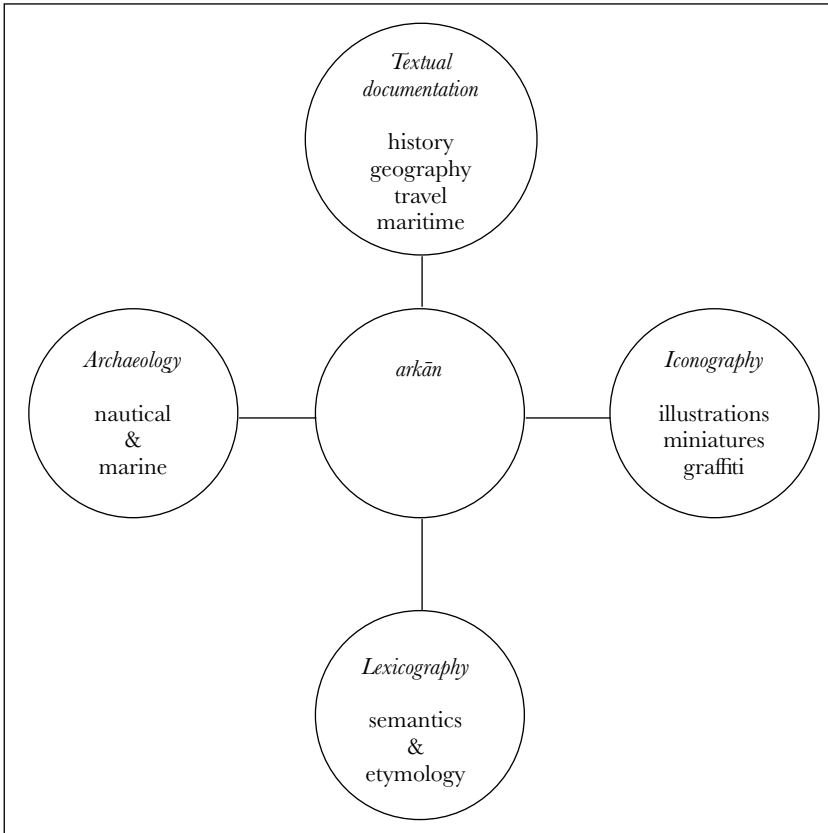 Textual
documentation
history
geography
travel
maritime
Archaeology
nautical
&
marine
arkān
Iconography
illustrations
miniatures
graffiti
Lexicography
semantics
&
etymology